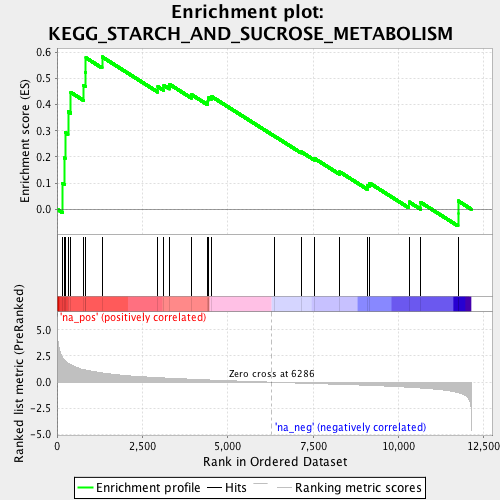 Enrichment plot:
KEGG_STARCH_AND_SUCROSE_METABOLISM
Enrichment score (ES)
0.6
0.5
0.4
0.3
0.2
0.1
0.0
'na_pos' (positively correlated)
Ranked list metric (PreRanked)
5.0
2.5
0.0
-2.5
-5.0
Zero cross at 6286
'na_neg' (negatively correlated)
0
2,500
5,000
7,500
10,000
12,500
Rank in Ordered Dataset
Enrichment profile
Hits
Ranking metric scores